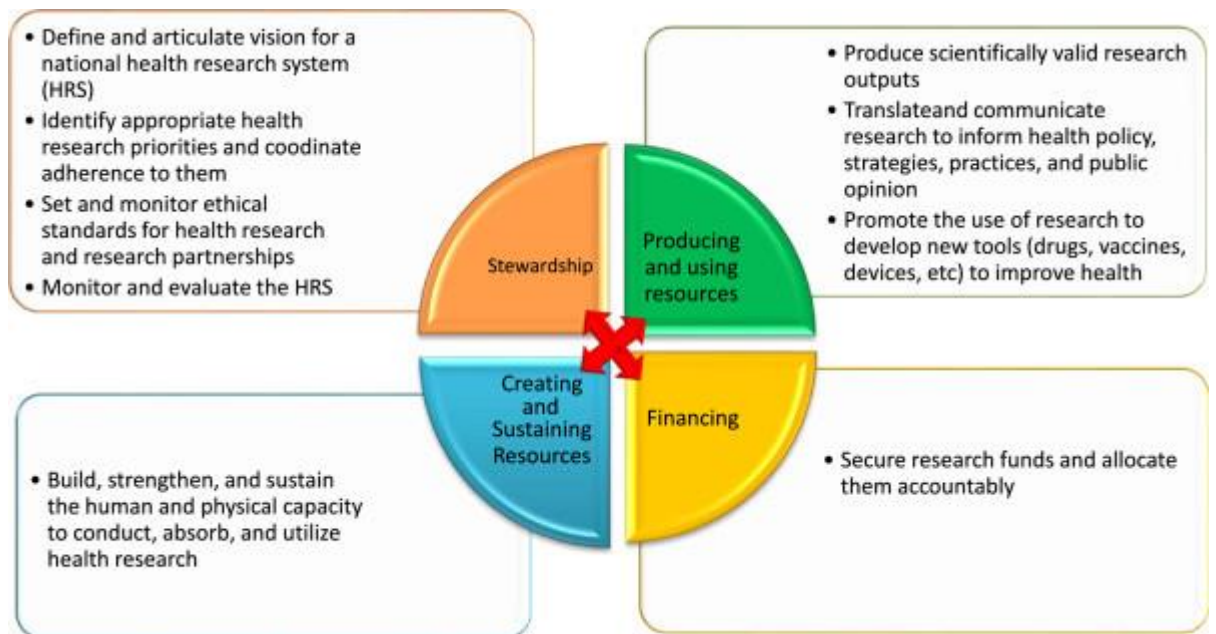 • Define and articulate vision for a
national health research system
(HRS)
• Identify appropriate health
research priorities and coodinate
adherence to them
• Set and monitor ethical
standards for health research
and research partnerships
• Monitor and evaluate the HRS
• Produce scientifically valid research
outputs
• Translateand communicate
research to inform health policy,
strategies, practices, and public
opinion
• Promote the use of research to
develop new tools (drugs, vaccines,
devices, etc) to improve health
Stewardship
Producing
and using
resources
Creating
and
Sustaining
Resources
Financing
• Build, strengthen, and sustain
the human and physical capacity
to conduct, absorb, and utilize
health research
• Secure research funds and allocate
them accountably